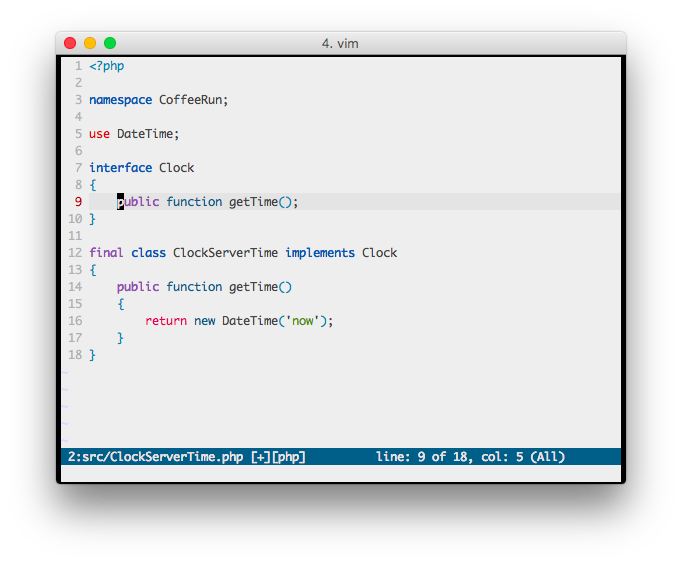 4. vim
1 <?php
2
3 namespace CoffeeRun;
4
5 use DateTime;
6
7 interface Clock
8 {
9     public function getTime();
10 }
11
12 final class ClockServerTime implements Clock
13 {
14     public function getTime()
15     {
16         return new DateTime('now');
17     }
18 }
~
~
~
~
~
2:src/ClockServerTime.php [+][php] line: 9 of 18, col: 5 (All)